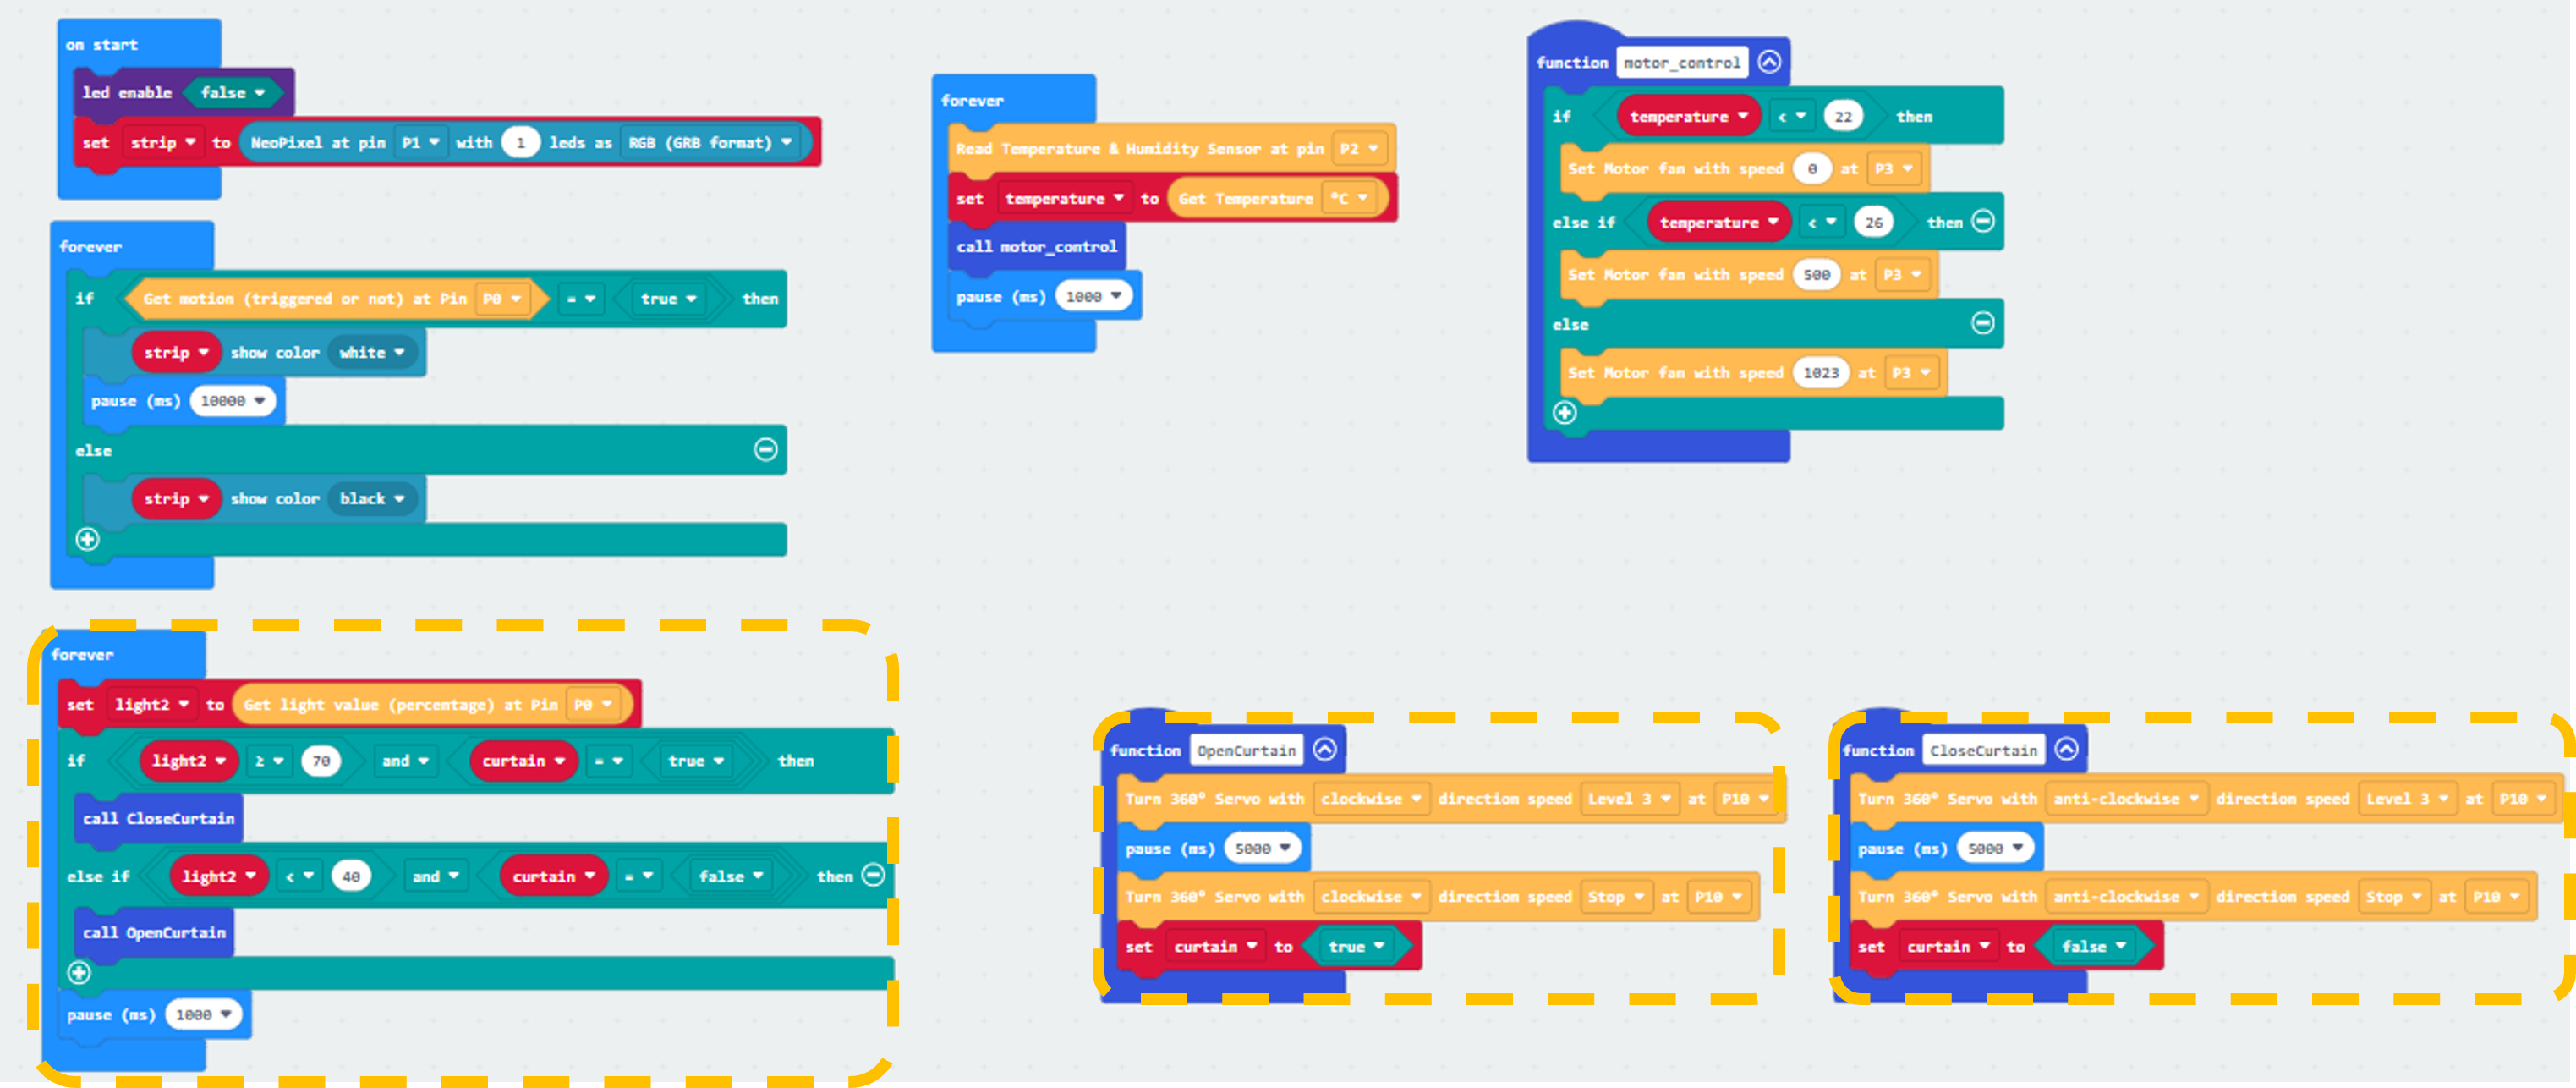 on start
led enable false
set strip to NeoPixel at pin P1 with 1 leds as RGB (GRB format)
forever
if Get motion (triggered or not) at Pin P0 = true then
strip show color white
pause (ms) 10000
else
strip show color black
forever
Read Temperature & Humidity Sensor at pin P2
set temperature to Get Temperature °C
call motor_control
pause (ms) 1000
function motor_control
if temperature < 22 then
Set Motor fan with speed 0 at P3
else if temperature < 26 then
Set Motor fan with speed 500 at P3
else
Set Motor fan with speed 1023 at P3
forever
set light2 to Get light value (percentage) at Pin P0
if light2 ≥ 70 and curtain = true then
call CloseCurtain
else if light2 < 40 and curtain = false then
call OpenCurtain
pause (ms) 1000
function OpenCurtain
Turn 360° Servo with clockwise direction speed Level 3 at P10
pause (ms) 5000
Turn 360° Servo with clockwise direction speed Stop at P10
set curtain to true
function CloseCurtain
Turn 360° Servo with anti-clockwise direction speed Level 3 at P10
pause (ms) 5000
Turn 360° Servo with anti-clockwise direction speed Stop at P10
set curtain to false